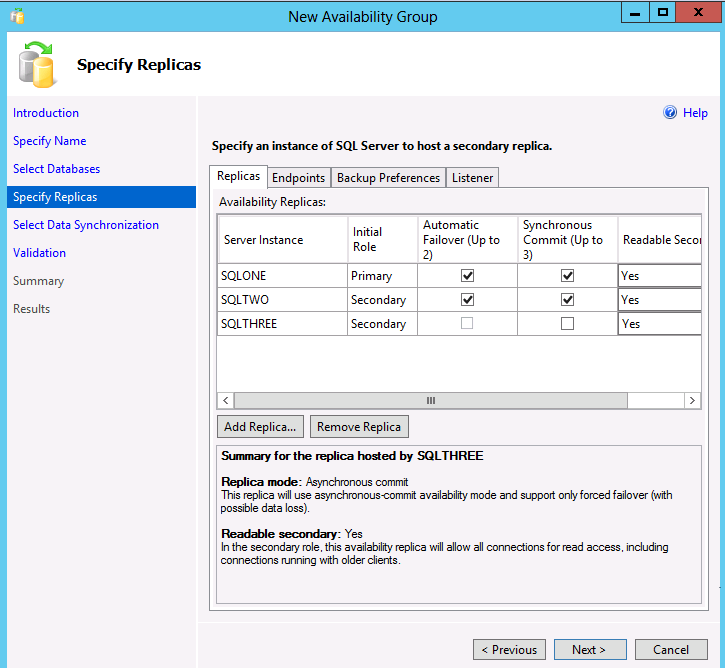 New Availability Group
Specify Replicas
Introduction
Specify Name
Select Databases
Specify Replicas
Select Data Synchronization
Validation
Summary
Results
Help
Specify an instance of SQL Server to host a secondary replica.
Replicas Endpoints Backup Preferences Listener
Availability Replicas:
Server Instance
Initial
Role
Automatic
Failover (Up to
2)
Synchronous
Commit (Up to
3)
Readable Secor
SQLONE Primary Yes
SQLTWO Secondary Yes
SQLTHREE Secondary Yes
Add Replica... Remove Replica
Summary for the replica hosted by SQLTHREE
Replica mode: Asynchronous commit
This replica will use asynchronous-commit availability mode and support only forced failover (with
possible data loss).
Readable secondary: Yes
In the secondary role, this availability replica will allow all connections for read access, including
connections running with older clients.
< Previous Next > Cancel